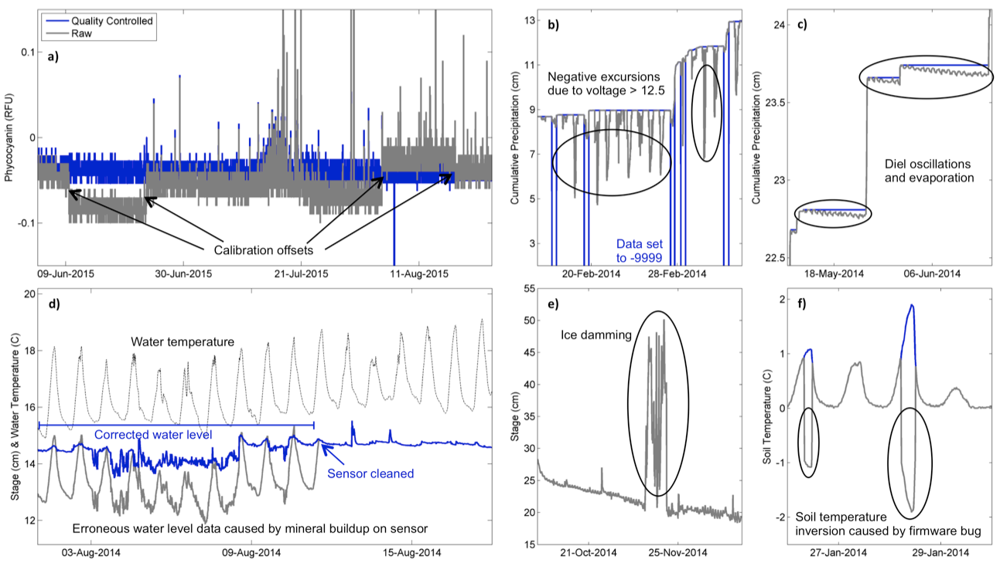 Quality Controlled
Raw
a)
Phycocyanin (RFU)
0.1
0
-0.1
Calibration offsets
09-Jun-2015
30-Jun-2015
21-Jul-2015
11-Aug-2015
b)
Cumulative Precipitation (cm)
13
11
9
7
5
3
Negative excursions
due to voltage > 12.5
Data set
to -9999
20-Feb-2014
28-Feb-2014
c)
Cumulative Precipitation (cm)
24
23.5
23
22.5
Diel oscillations
and evaporation
18-May-2014
06-Jun-2014
d)
Stage (cm) & Water Temperature (C)
20
18
16
14
12
Water temperature
Corrected water level
Sensor cleaned
Erroneous water level data caused by mineral buildup on sensor
03-Aug-2014
09-Aug-2014
15-Aug-2014
e)
Stage (cm)
55
50
45
40
35
30
25
20
15
Ice damming
21-Oct-2014
25-Nov-2014
f)
Soil Temperature (C)
2
1
0
-1
-2
Soil temperature
inversion caused by firmware bug
27-Jan-2014
29-Jan-2014